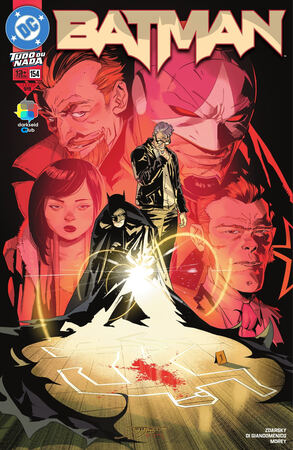 DC
BATMAN
TUDO OU
NADA
154
darkseid
club
ZDARSKY
DI GIANDOMENICO
MOREY